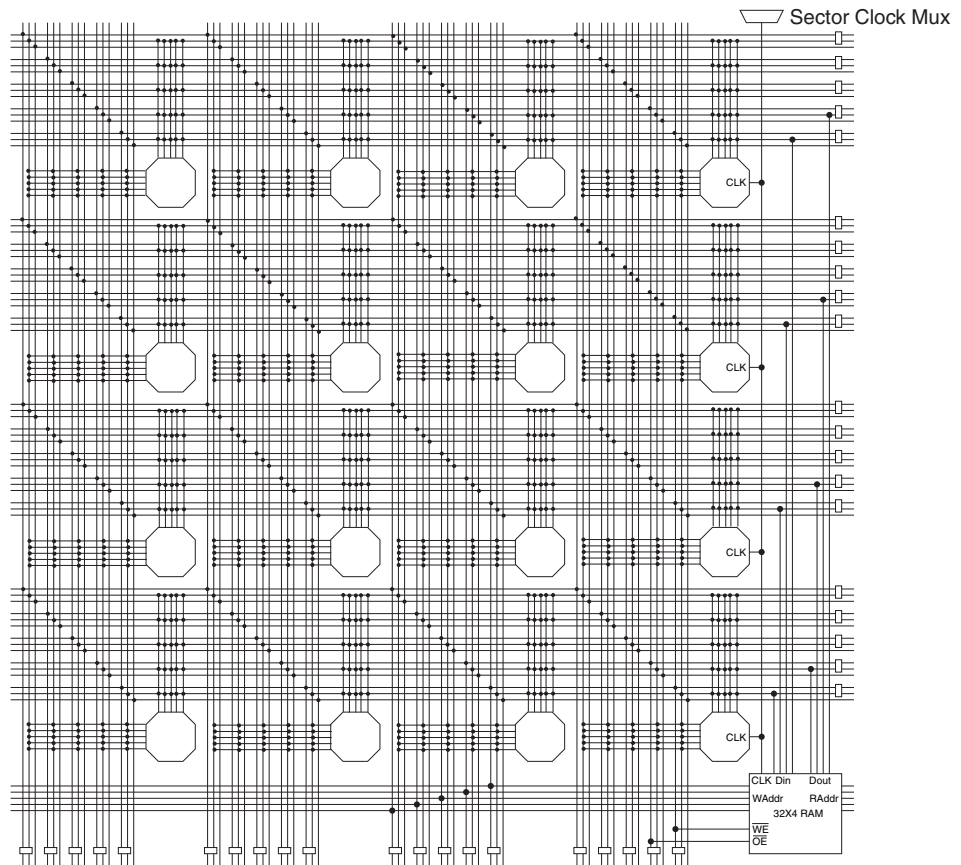 Sector Clock Mux
CLK
CLK
CLK
CLK
CLK Din Dout
WAddr RAddr
32X4 RAM
WE
OE